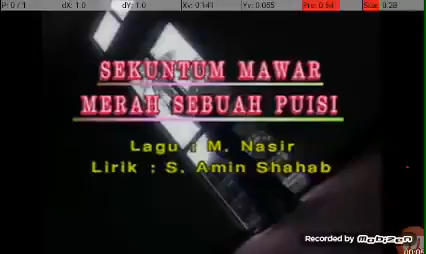 P: 0 / 1 dX: 1.0 dY: 1.0 Xv: 0.141 Yv: 0.055 Prs: 0.54 Size: 0.28
SEKUNTUM MAWAR
MERAH SEBUAH PUISI
Lagu : M. Nasir
Lirik : S. Amin Shahab
Recorded by Mobizen